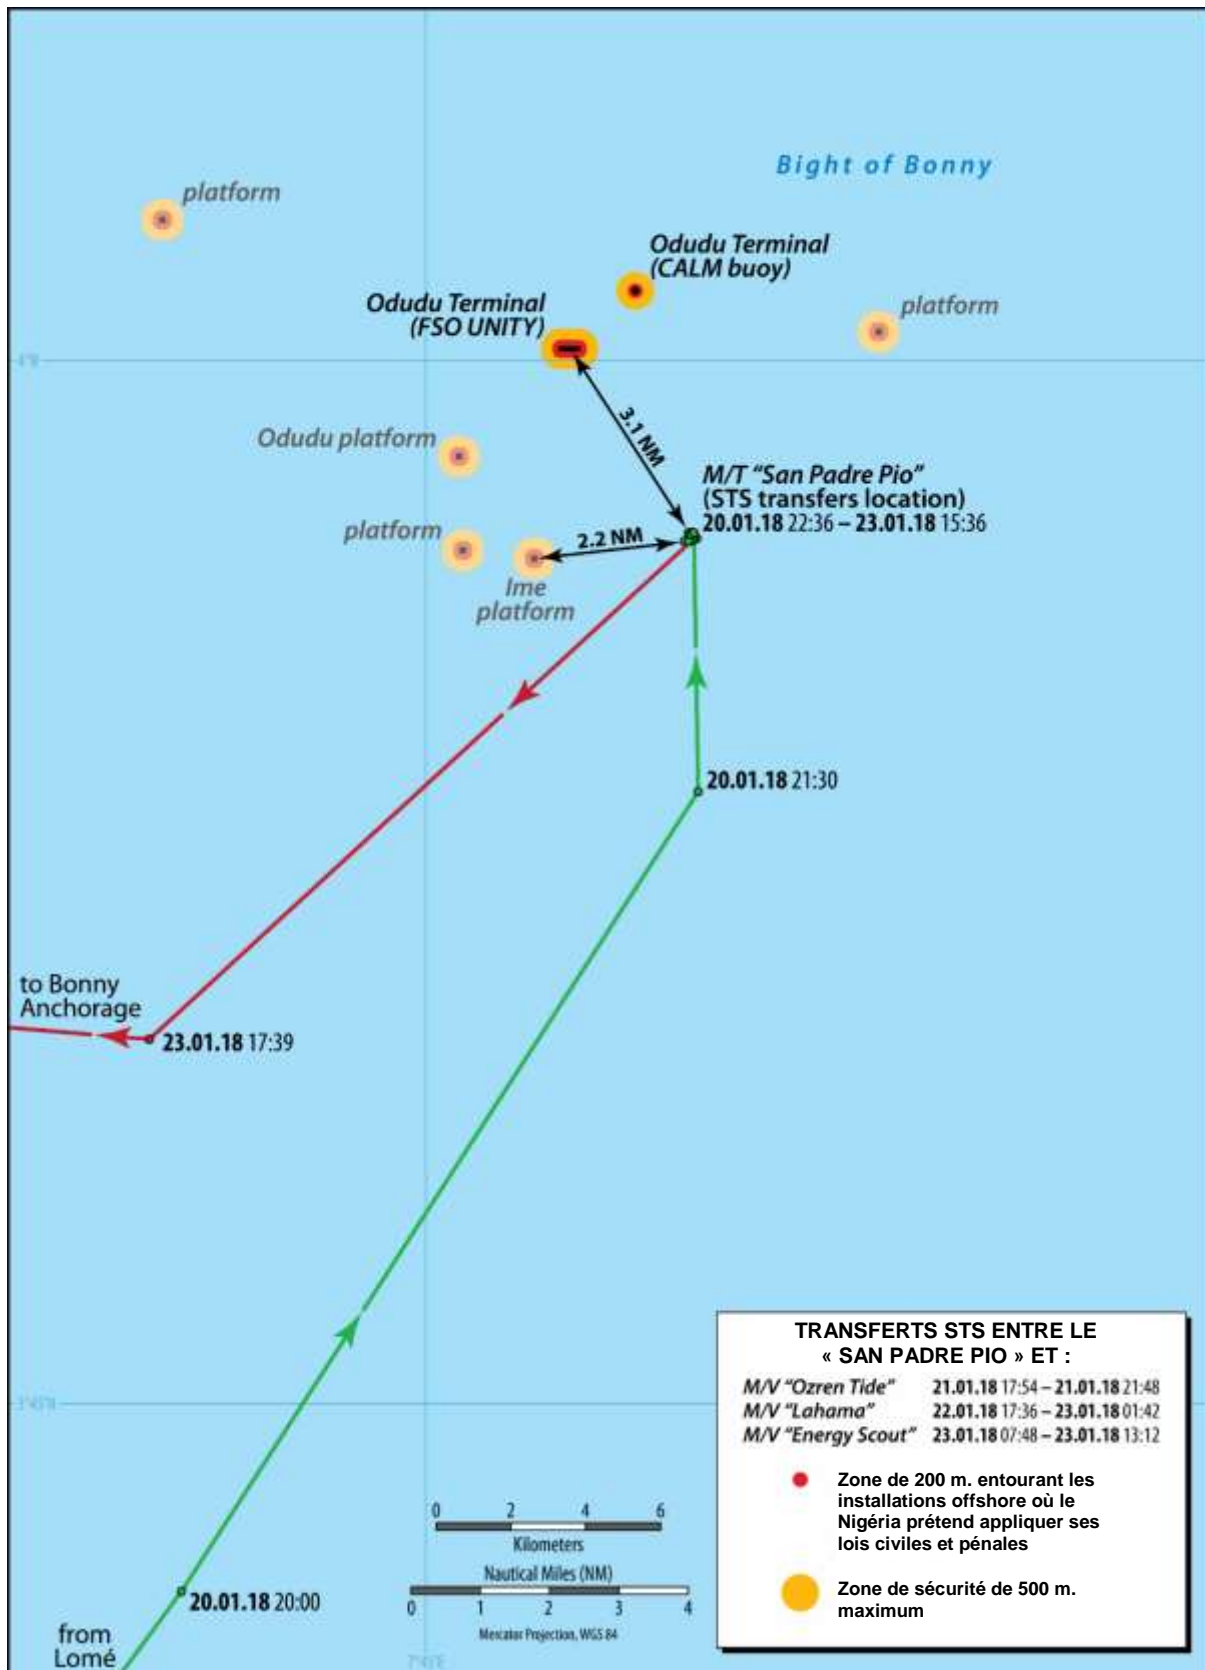 Bight of Bonny
platform
Odudu Terminal
(CALM buoy)
Odudu Terminal
(FSO UNITY)
platform
4°N
3.1 NM
Odudu platform
M/T “San Padre Pio”
(STS transfers location)
20.01.18 22:36 – 23.01.18 15:36
platform
2.2 NM
Ime
platform
20.01.18 21:30
to Bonny
Anchorage
23.01.18 17:39
TRANSFERTS STS ENTRE LE
« SAN PADRE PIO » ET :
M/V “Ozren Tide” 21.01.18 17:54 – 21.01.18 21:48
M/V “Lahama” 22.01.18 17:36 – 23.01.18 01:42
M/V “Energy Scout” 23.01.18 07:48 – 23.01.18 13:12
3°45'N
Zone de 200 m. entourant les
installations offshore où le
Nigéria prétend appliquer ses
lois civiles et pénales
Zone de sécurité de 500 m.
maximum
0 2 4 6
Kilometers
Nautical Miles (NM)
0 1 2 3 4
Mercator Projection, WGS 84
20.01.18 20:00
from
Lomé
7°45'E